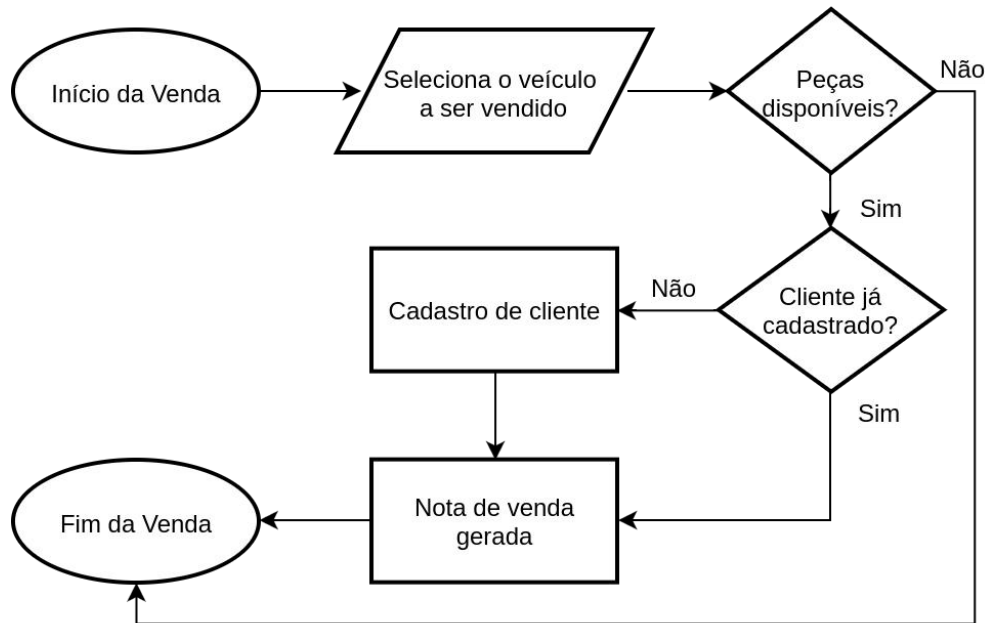 Início da Venda
Seleciona o veículo
a ser vendido
Peças
disponíveis?
Não
Sim
Cadastro de cliente
Não
Cliente já
cadastrado?
Sim
Fim da Venda
Nota de venda
gerada